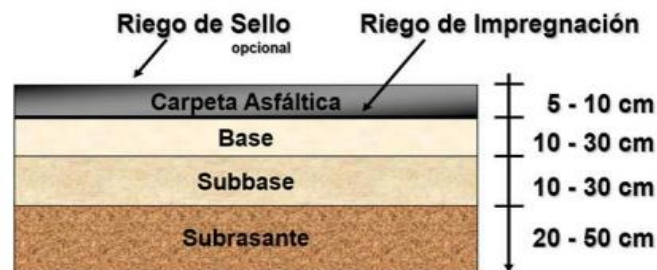 Riego de Sello
opcional
Riego de Impregnación
Carpeta Asfáltica
5 - 10 cm
Base
10 - 30 cm
Subbase
10 - 30 cm
Subrasante
20 - 50 cm